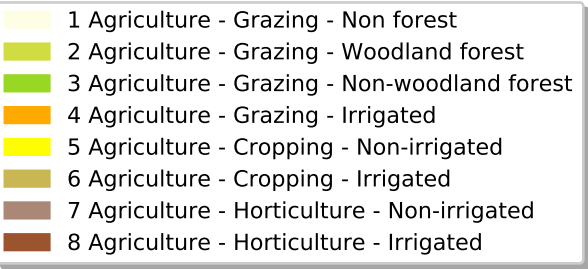 1 Agriculture - Grazing - Non forest
2 Agriculture - Grazing - Woodland forest
3 Agriculture - Grazing - Non-woodland forest
4 Agriculture - Grazing - Irrigated
5 Agriculture - Cropping - Non-irrigated
6 Agriculture - Cropping - Irrigated
7 Agriculture - Horticulture - Non-irrigated
8 Agriculture - Horticulture - Irrigated